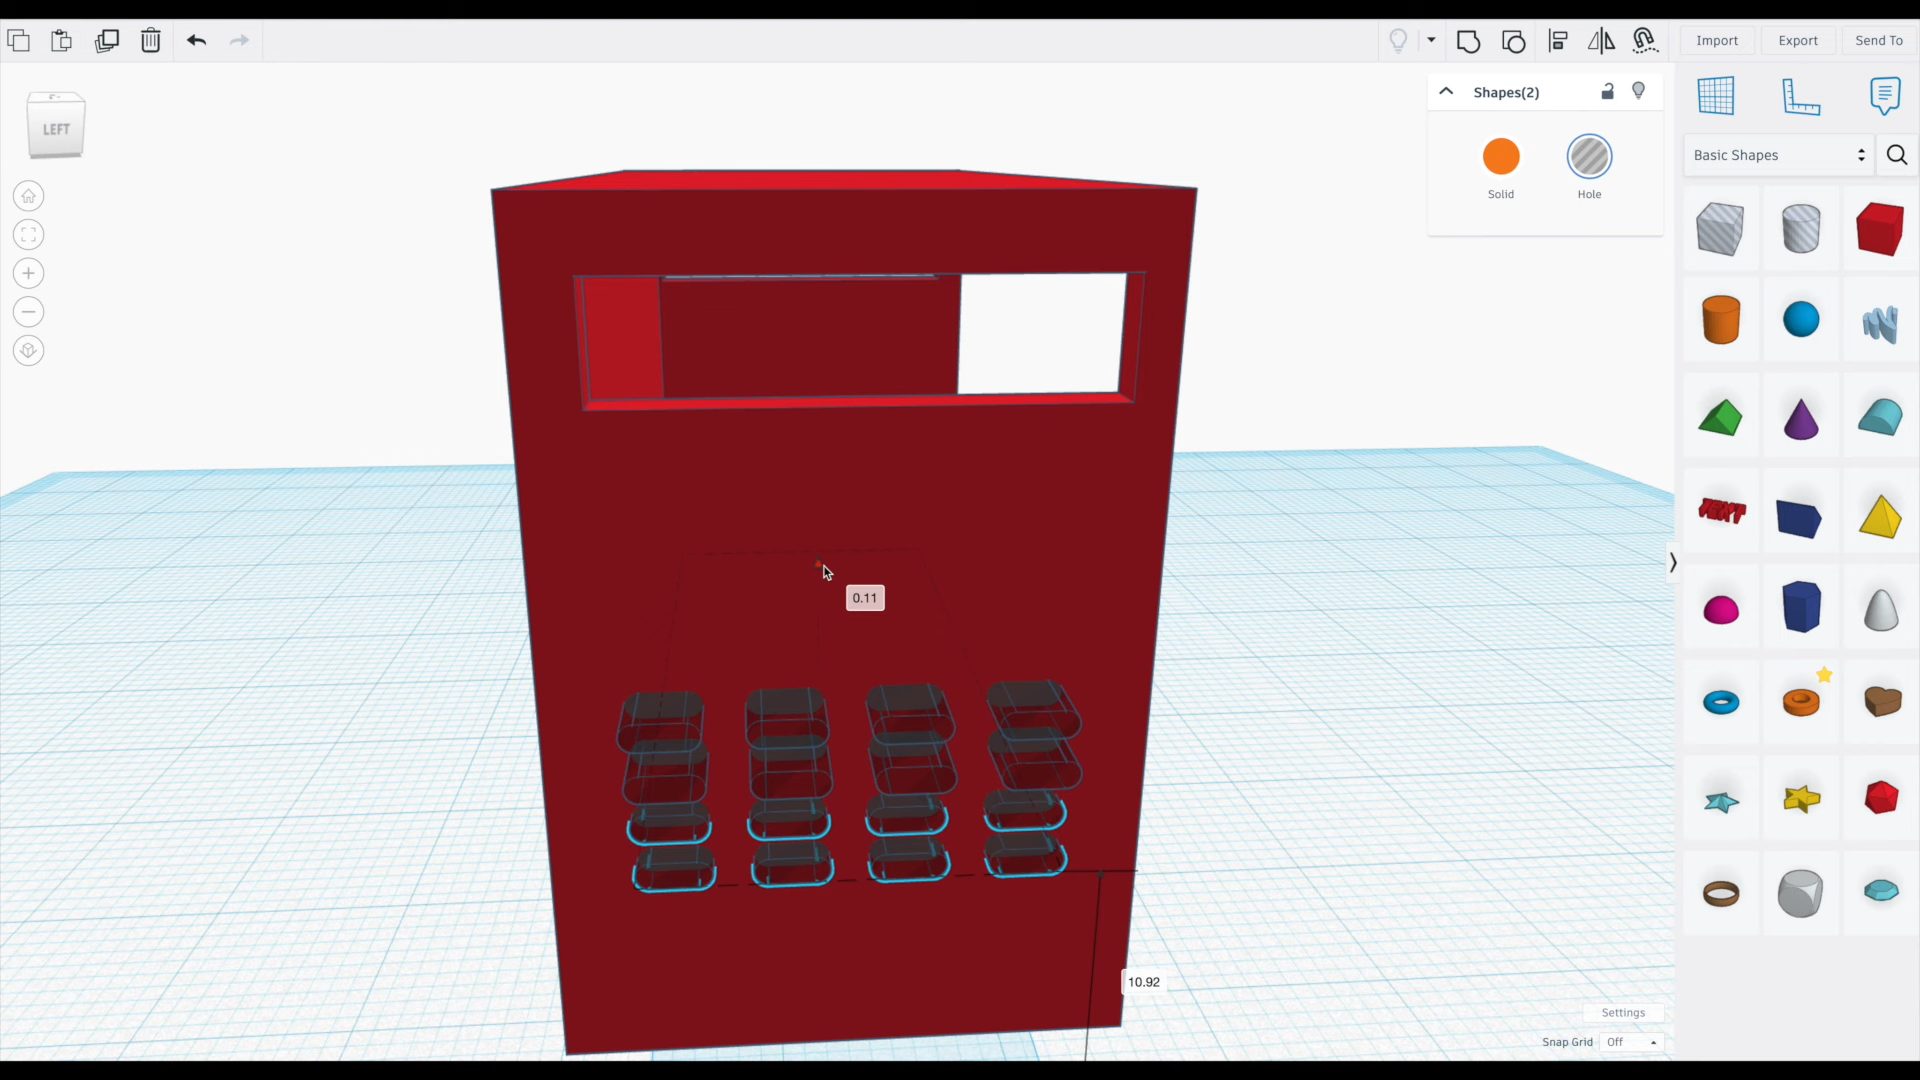 Import
Export
Send To
LEFT
Shapes(2)
Solid
Hole
Basic Shapes
TEXT
0.11
10.92
Settings
Snap Grid
Off